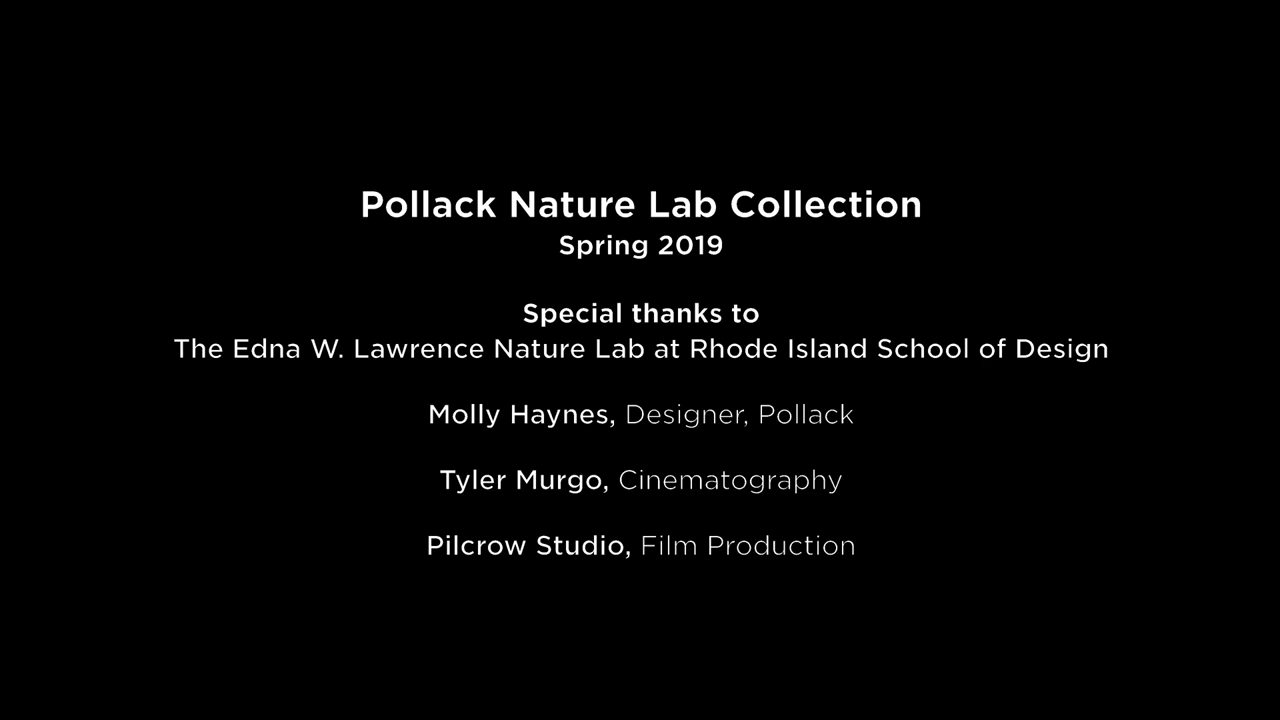 Pollack Nature Lab Collection
Spring 2019
Special thanks to
The Edna W. Lawrence Nature Lab at Rhode Island School of Design
Molly Haynes, Designer, Pollack
Tyler Murgo, Cinematography
Pilcrow Studio, Film Production